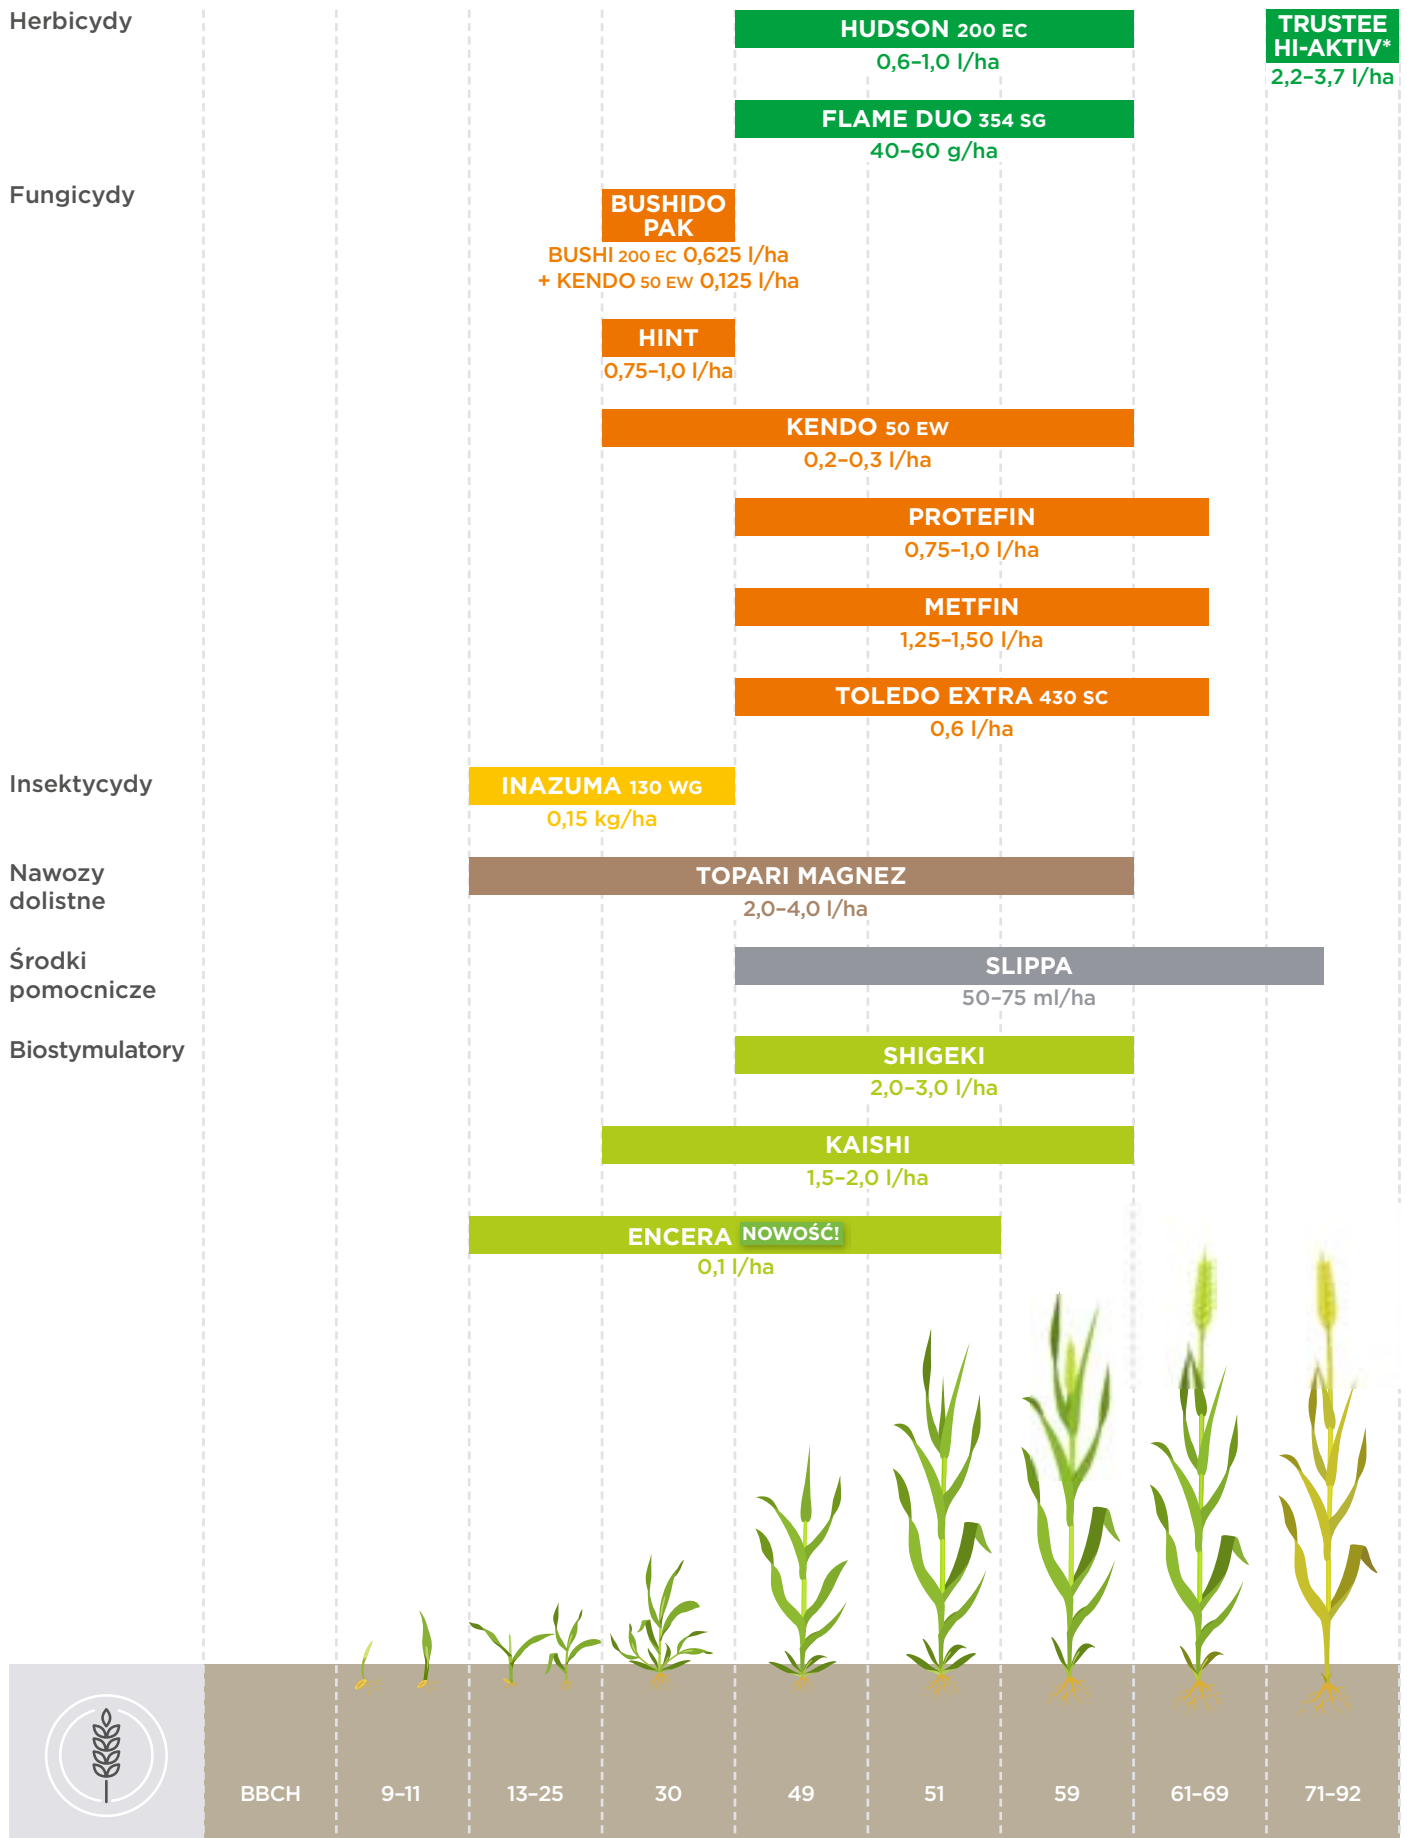 Herbicydy
HUDSON 200 EC
0,6–1,0 l/ha
TRUSTEE
HI-AKTIV*
2,2–3,7 l/ha
FLAME DUO 354 SG
40–60 g/ha
Fungicydy
BUSHIDO
PAK
BUSHI 200 EC 0,625 l/ha
+ KENDO 50 EW 0,125 l/ha
HINT
0,75–1,0 l/ha
KENDO 50 EW
0,2–0,3 l/ha
PROTEFIN
0,75–1,0 l/ha
METFIN
1,25–1,50 l/ha
TOLEDO EXTRA 430 SC
0,6 l/ha
Insektycydy
INAZUMA 130 WG
0,15 kg/ha
Nawozy
dolistne
TOPARI MAGNEZ
2,0–4,0 l/ha
Środki
pomocnicze
SLIPPA
50–75 ml/ha
Biostymulatory
SHIGEKI
2,0–3,0 l/ha
KAISHI
1,5–2,0 l/ha
ENCERA NOWOŚĆ!
0,1 l/ha
BBCH 9–11 13–25 30 49 51 59 61–69 71–92